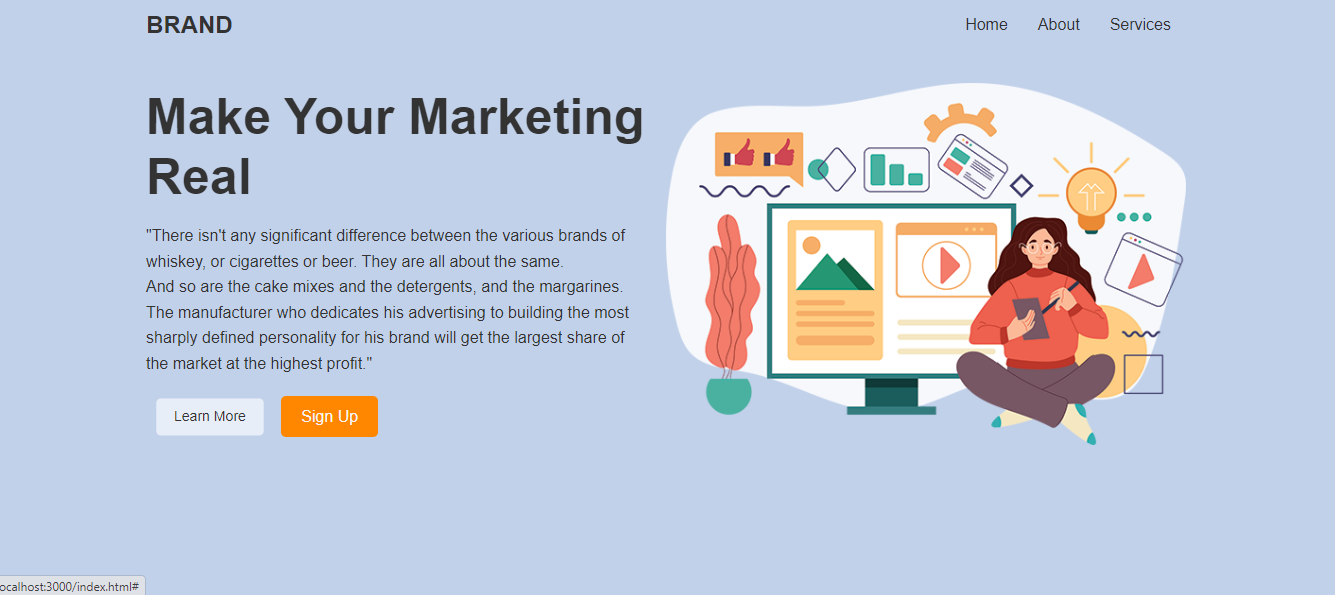 BRAND
Home
About
Services
Make Your Marketing
Real
"There isn't any significant difference between the various brands of
whiskey, or cigarettes or beer. They are all about the same.
And so are the cake mixes and the detergents, and the margarines.
The manufacturer who dedicates his advertising to building the most
sharply defined personality for his brand will get the largest share of
the market at the highest profit."
Learn More
Sign Up
ocalhost:3000/index.html#